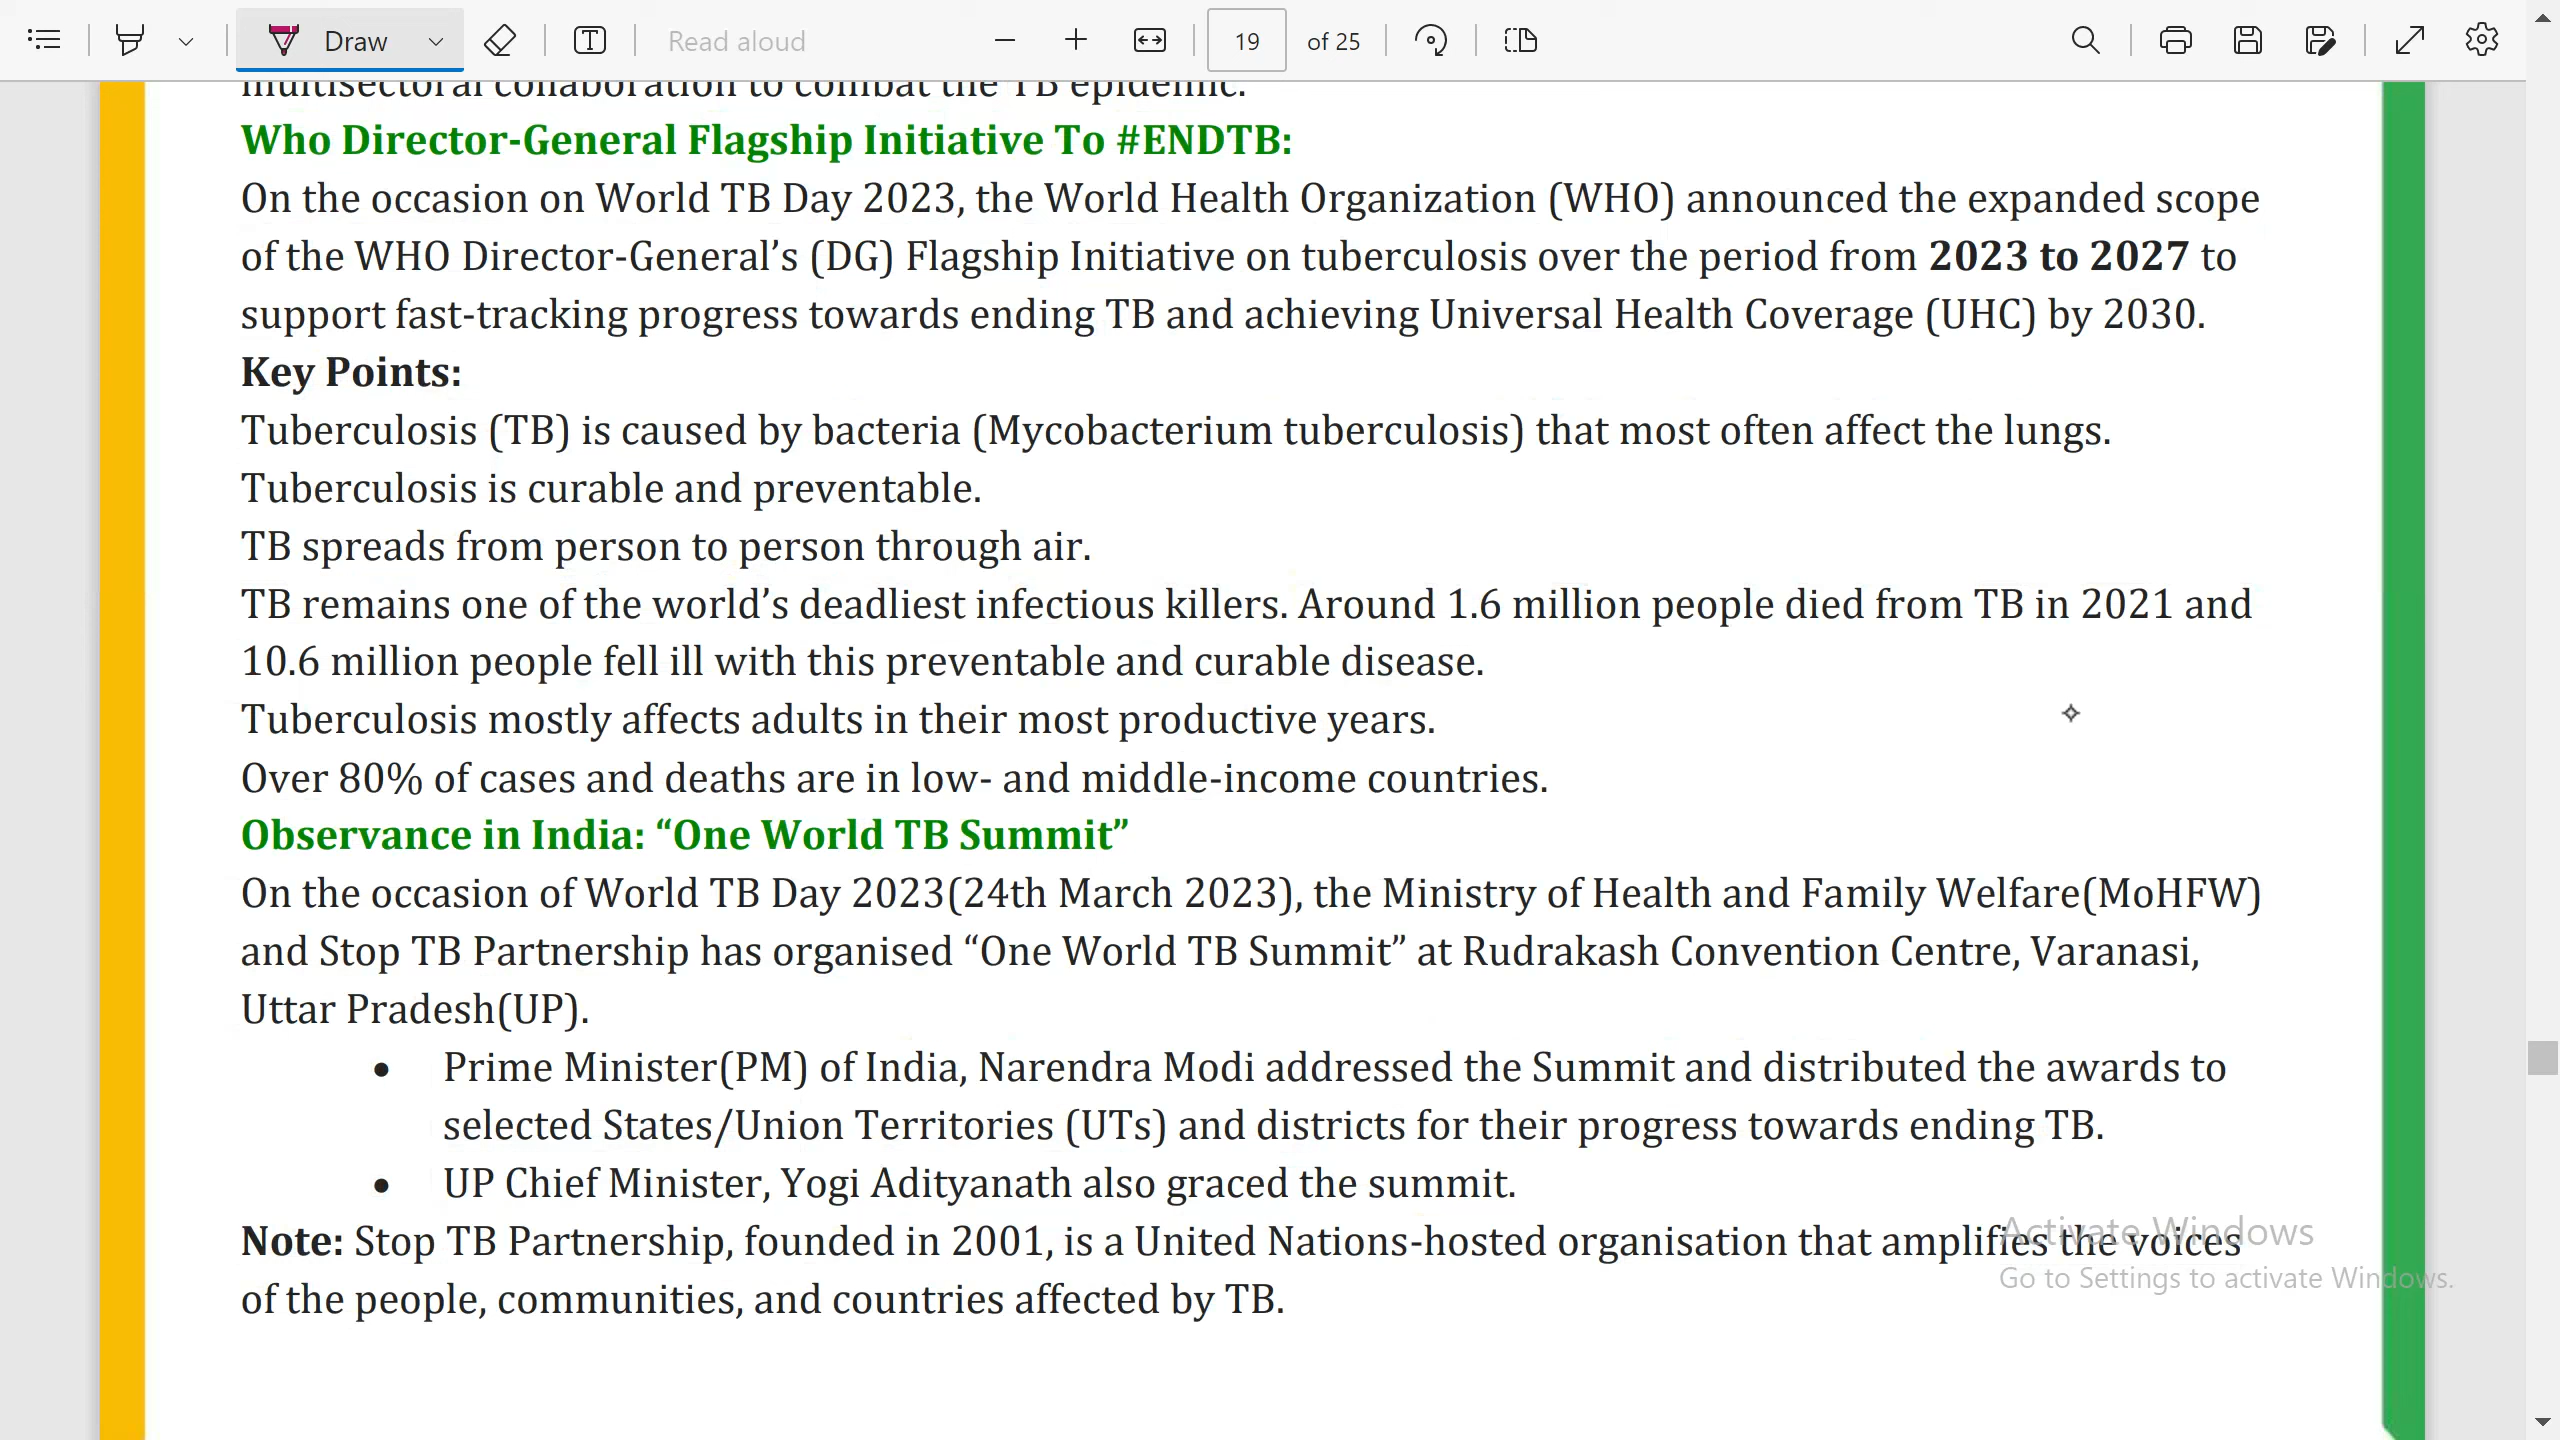 Draw
Read aloud
19
of 25
multisectoral collaboration to combat the TB epidemic.
Who Director-General Flagship Initiative To #ENDTB:
On the occasion on World TB Day 2023, the World Health Organization (WHO) announced the expanded scope
of the WHO Director-General’s (DG) Flagship Initiative on tuberculosis over the period from 2023 to 2027 to
support fast-tracking progress towards ending TB and achieving Universal Health Coverage (UHC) by 2030.
Key Points:
Tuberculosis (TB) is caused by bacteria (Mycobacterium tuberculosis) that most often affect the lungs.
Tuberculosis is curable and preventable.
TB spreads from person to person through air.
TB remains one of the world’s deadliest infectious killers. Around 1.6 million people died from TB in 2021 and
10.6 million people fell ill with this preventable and curable disease.
Tuberculosis mostly affects adults in their most productive years.
Over 80% of cases and deaths are in low- and middle-income countries.
Observance in India: “One World TB Summit”
On the occasion of World TB Day 2023(24th March 2023), the Ministry of Health and Family Welfare(MoHFW)
and Stop TB Partnership has organised “One World TB Summit” at Rudrakash Convention Centre, Varanasi,
Uttar Pradesh(UP).
• Prime Minister(PM) of India, Narendra Modi addressed the Summit and distributed the awards to
selected States/Union Territories (UTs) and districts for their progress towards ending TB.
• UP Chief Minister, Yogi Adityanath also graced the summit.
Note: Stop TB Partnership, founded in 2001, is a United Nations-hosted organisation that amplifies the voices
of the people, communities, and countries affected by TB.
Activate Windows
Go to Settings to activate Windows.